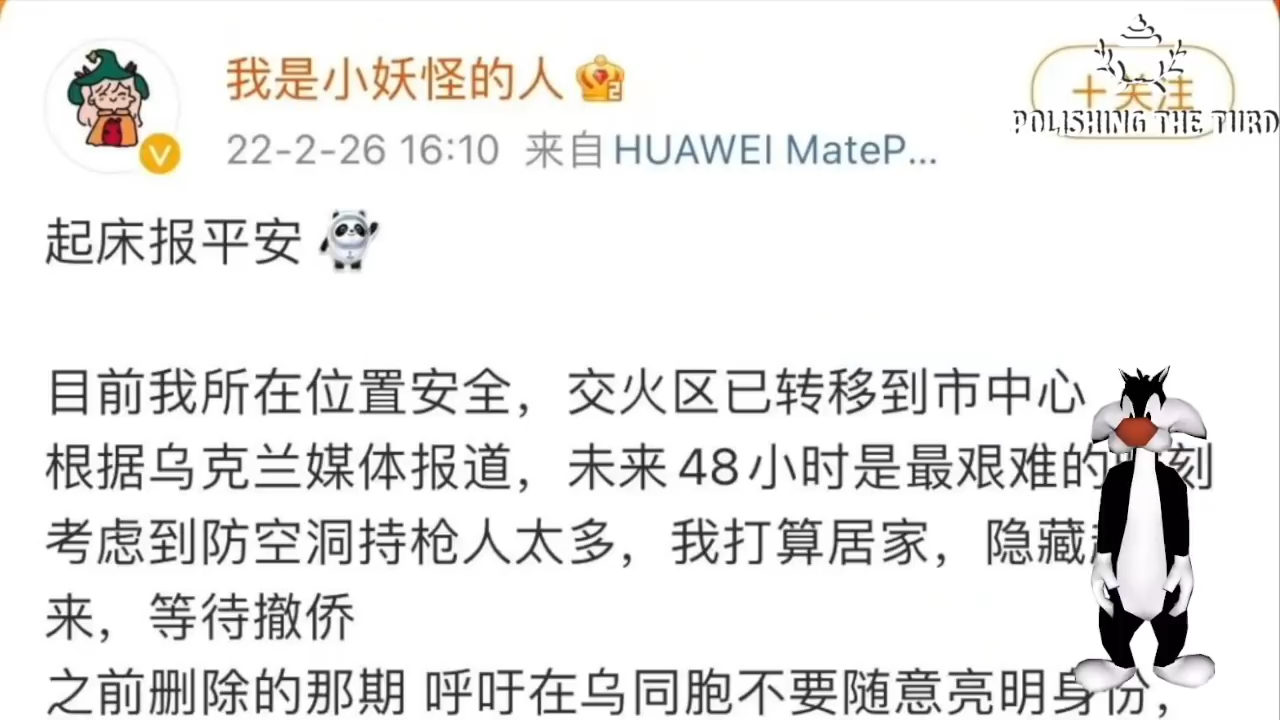 我是小妖怪的人
+关注
POLISHING THE TURD
22-2-26 16:10 来自 HUAWEI MateP...
起床报平安
目前我所在位置安全，交火区已转移到市中心
根据乌克兰媒体报道，未来48小时是最艰难的刻
考虑到防空洞持枪人太多，我打算居家，隐藏
来，等待撤侨
之前删除的那期 呼吁在乌同胞不要随意亮明身份，